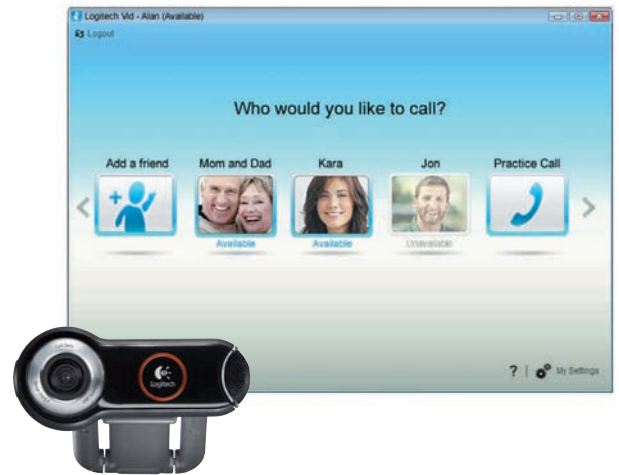 Logitech Vid - Alan (Available)
Logout
Who would you like to call?
Add a friend
Mom and Dad
Kara
Jon
Practice Call
Available
Available
Unavailable
? | My Settings
Logitech